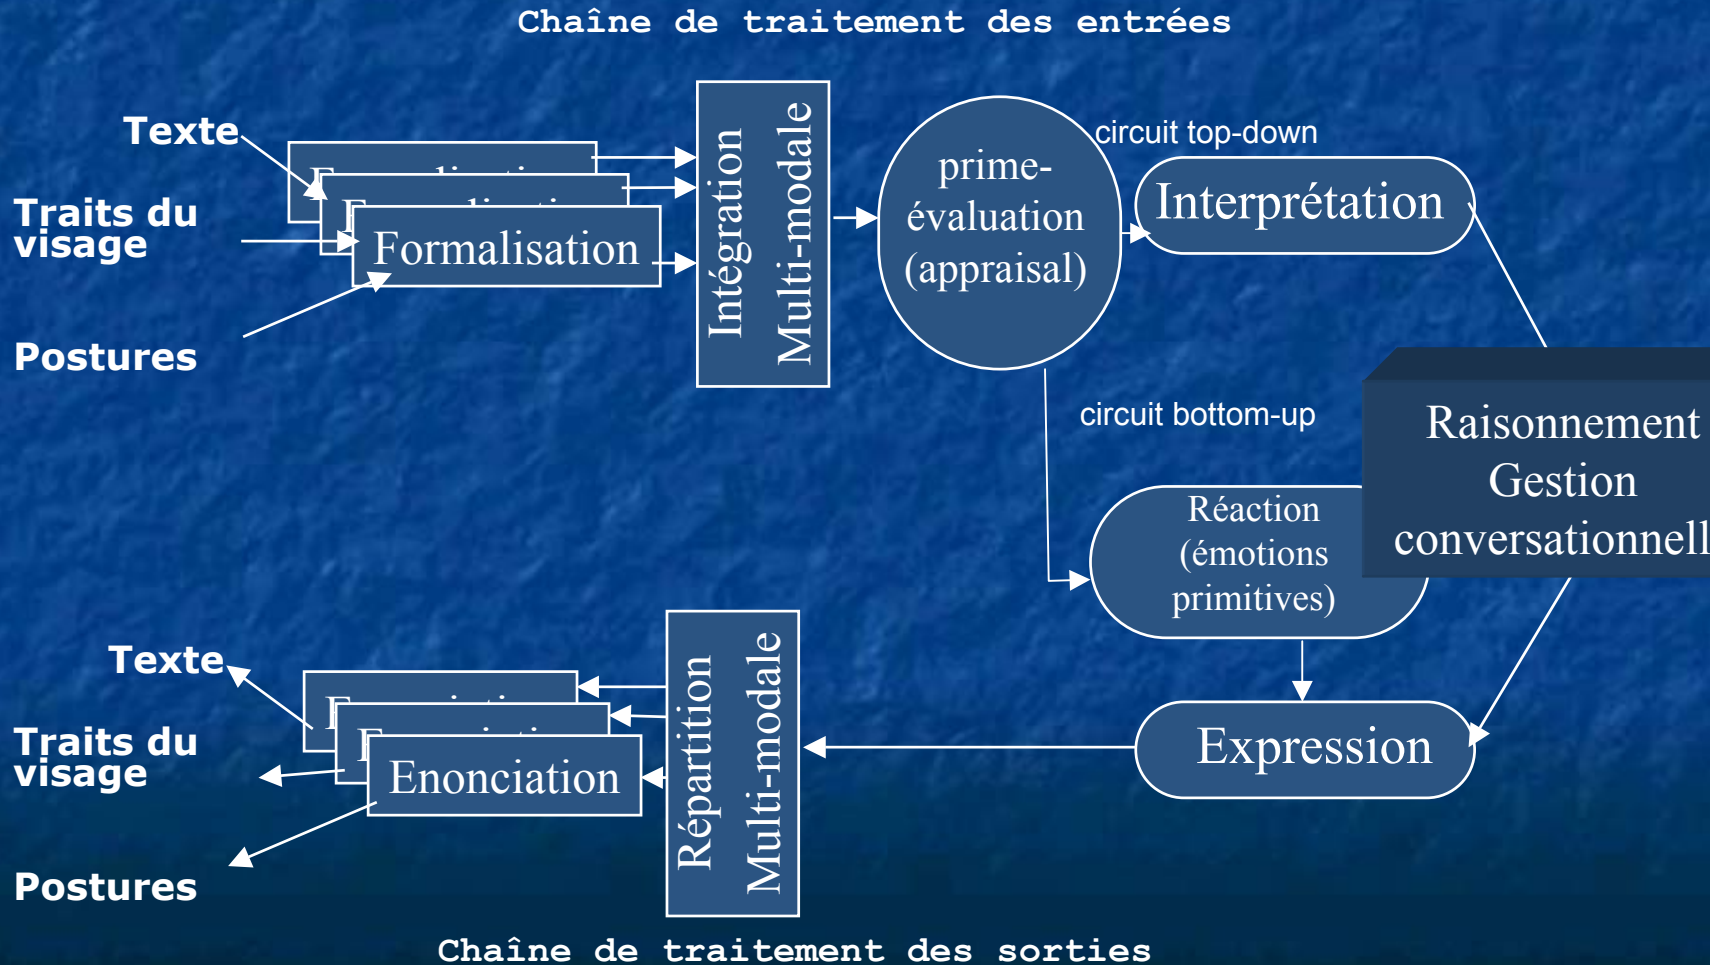 Chaîne de traitement des entrées
Texte
Traits du
visage
Postures
Formalisation
Intégration
Multi-modale
prime-
évaluation
(appraisal)
circuit top-down
Interprétation
circuit bottom-up
Raisonnement
Gestion
conversationnell
Réaction
(émotions
primitives)
Expression
Répartition
Multi-modale
Enonciation
Texte
Traits du
visage
Postures
Chaîne de traitement des sorties